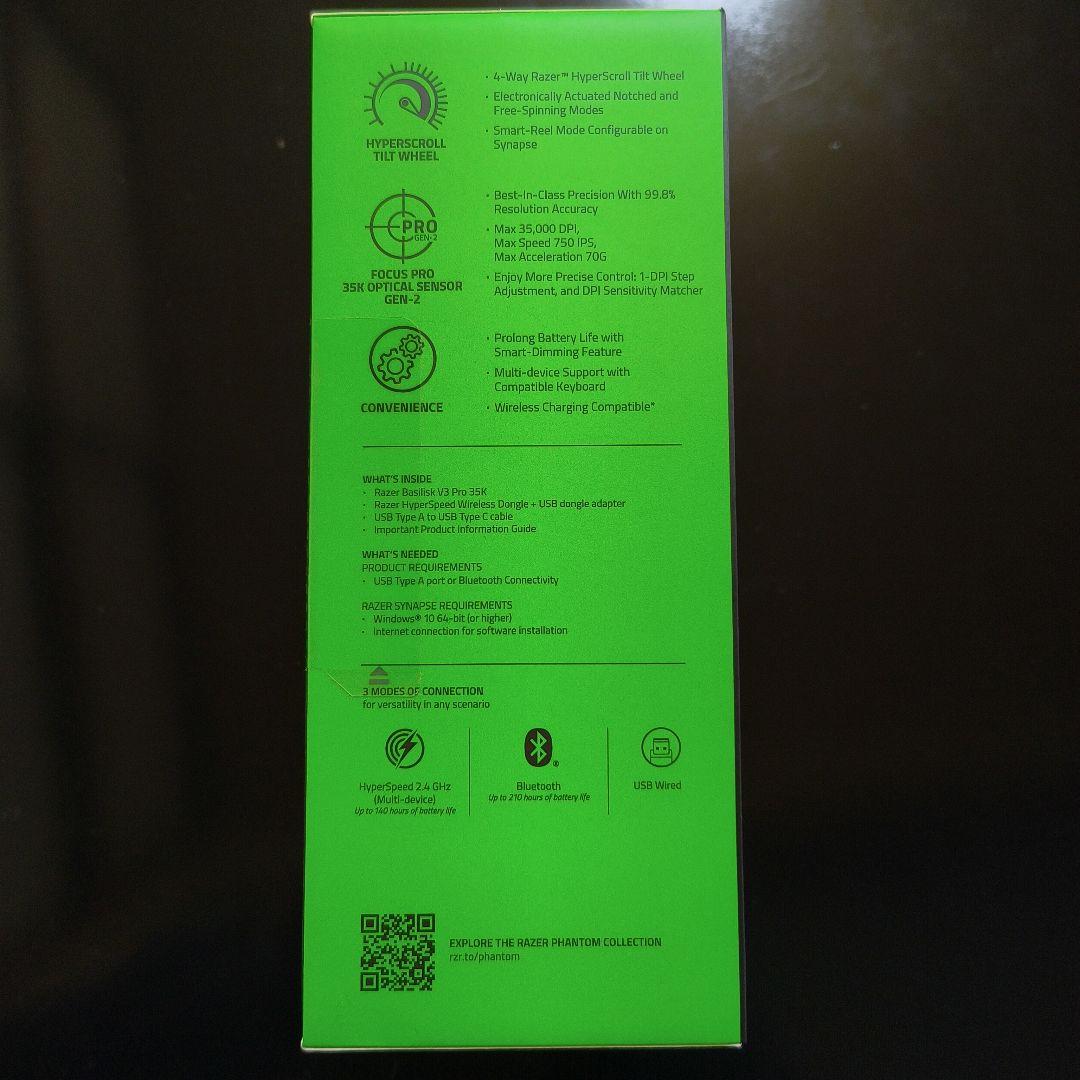 HYPERSCROLL
TILT WHEEL
· 4-Way Razer™ HyperScroll Tilt Wheel
· Electronically Actuated Notched and
Free-Spinning Modes
· Smart-Reel Mode Configurable on
Synapse
PRO
GEN-2
FOCUS PRO
35K OPTICAL SENSOR
GEN-2
· Best-In-Class Precision With 99.8%
Resolution Accuracy
· Max 35,000 DPI,
Max Speed 750 IPS,
Max Acceleration 70G
· Enjoy More Precise Control: 1-DPI Step
Adjustment, and DPI Sensitivity Matcher
CONVENIENCE
· Prolong Battery Life with
Smart-Dimming Feature
· Multi-device Support with
Compatible Keyboard
· Wireless Charging Compatible*
WHAT'S INSIDE
· Razer Basilisk V3 Pro 35K
· Razer HyperSpeed Wireless Dongle + USB dongle adapter
· USB Type A to USB Type C cable
· Important Product Information Guide
WHAT'S NEEDED
PRODUCT REQUIREMENTS
· USB Type A port or Bluetooth Connectivity
RAZER SYNAPSE REQUIREMENTS
· Windows® 10 64-bit (or higher)
· Internet connection for software installation
3 MODES OF CONNECTION
for versatility in any scenario
HyperSpeed 2.4 GHz
(Multi-device)
Up to 140 hours of battery life
Bluetooth
Up to 210 hours of battery life
USB Wired
EXPLORE THE RAZER PHANTOM COLLECTION
rzr.to/phantom